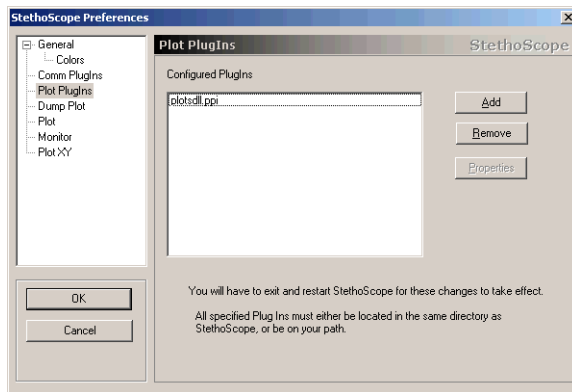 StethoScope Preferences
General
Colors
Comm PlugIns
Plot PlugIns
Dump Plot
Plot
Monitor
Plot XY
OK
Cancel
Plot PlugIns
StethoScope
Configured PlugIns
plotsdll.ppi
Add
Remove
Properties
You will have to exit and restart StethoScope for these changes to take effect.
All specified Plug Ins must either be located in the same directory as
StethoScope, or be on your path.